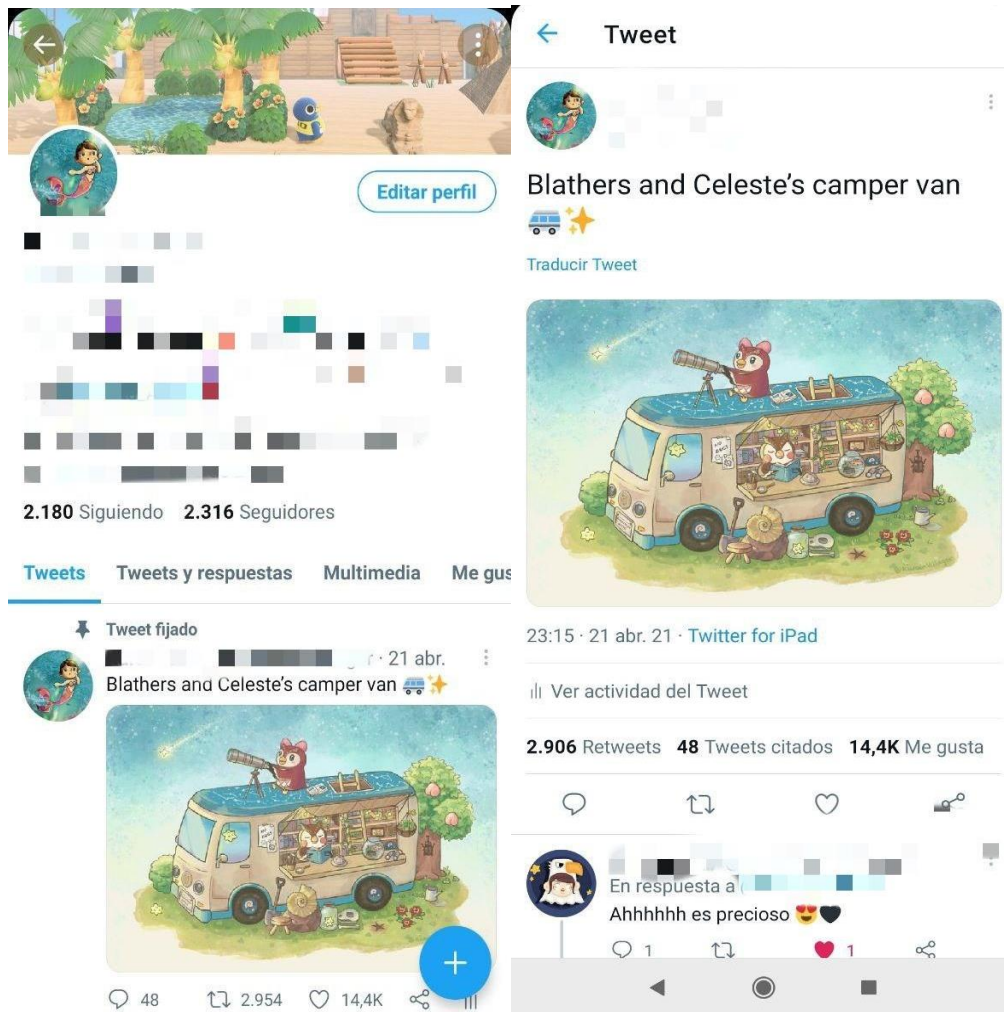 Editar perfil
2.180 Siguiendo 2.316 Seguidores
Tweets Tweets y respuestas Multimedia Me gus
Tweet fijado
· 21 abr.
Blathers and Celeste's camper van
48 2.954 14,4K
Tweet
Blathers and Celeste's camper van
Traducir Tweet
23:15 · 21 abr. 21 · Twitter for iPad
Ver actividad del Tweet
2.906 Retweets 48 Tweets citados 14,4K Me gusta
En respuesta a
Ahhhhhh es precioso
1 1